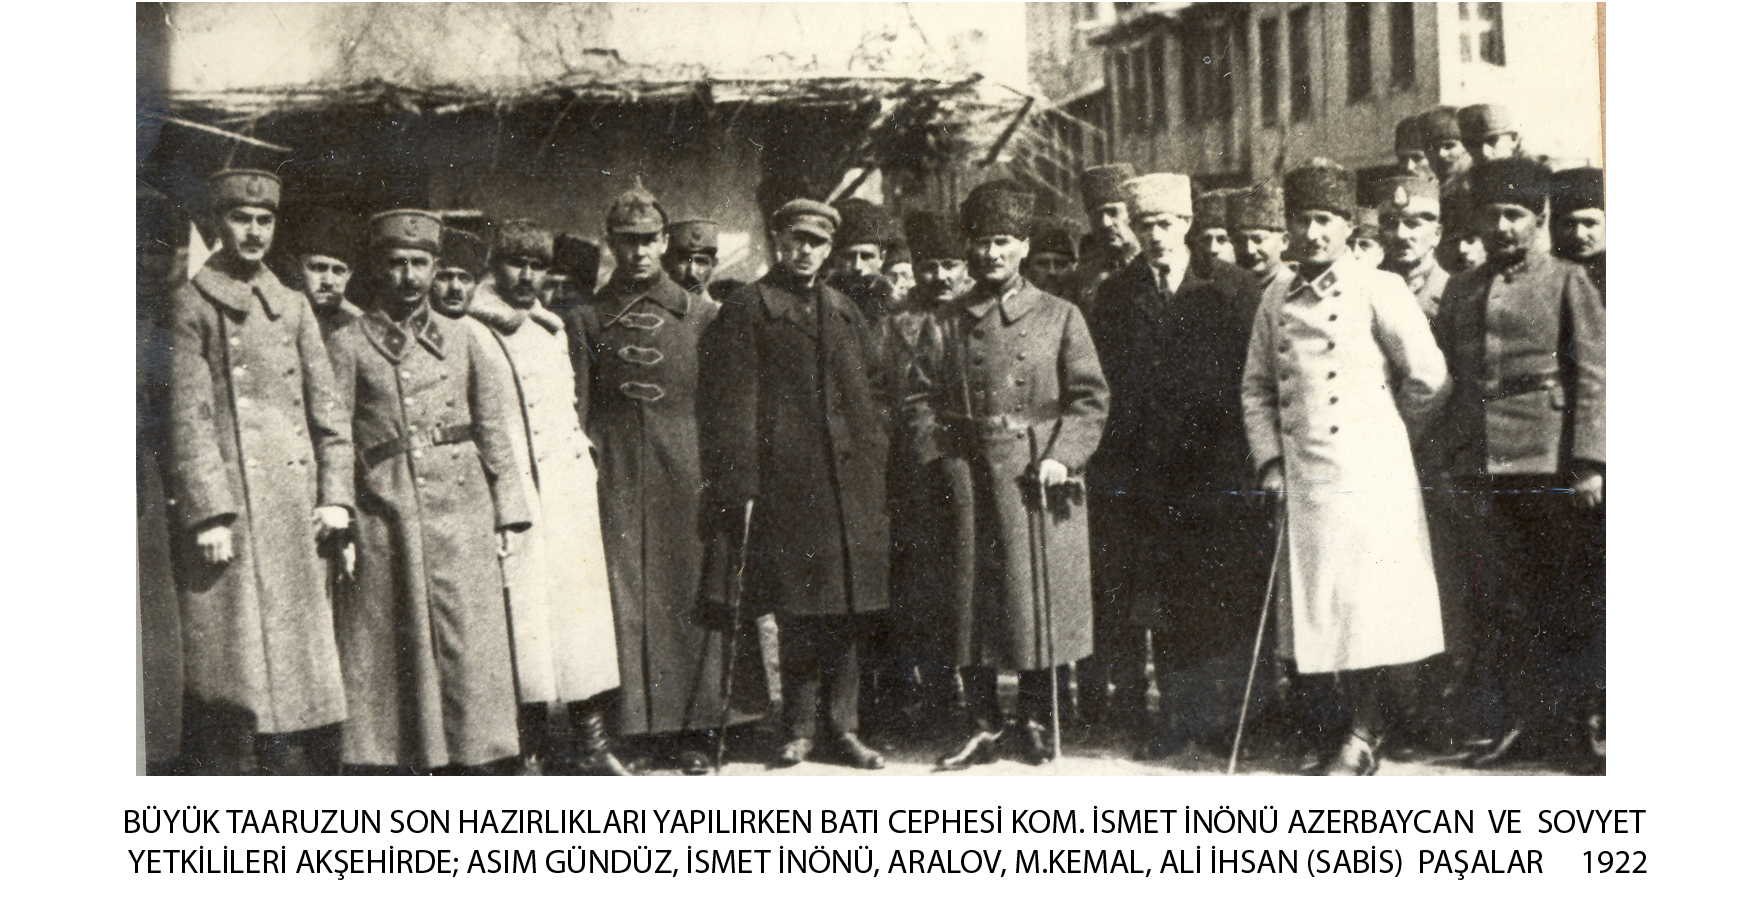 BÜYÜK TAARUZUN SON HAZIRLIKLARI YAPILIRKEN BATI CEPHESİ KOM. İSMET İNÖNÜ AZERBAYCAN VE SOVYET
YETKİLİLERİ AKŞEHİRDE; ASIM GÜNDÜZ, İSMET İNÖNÜ, ARALOV, M.KEMAL, ALİ İHSAN (SABİS) PAŞALAR 1922